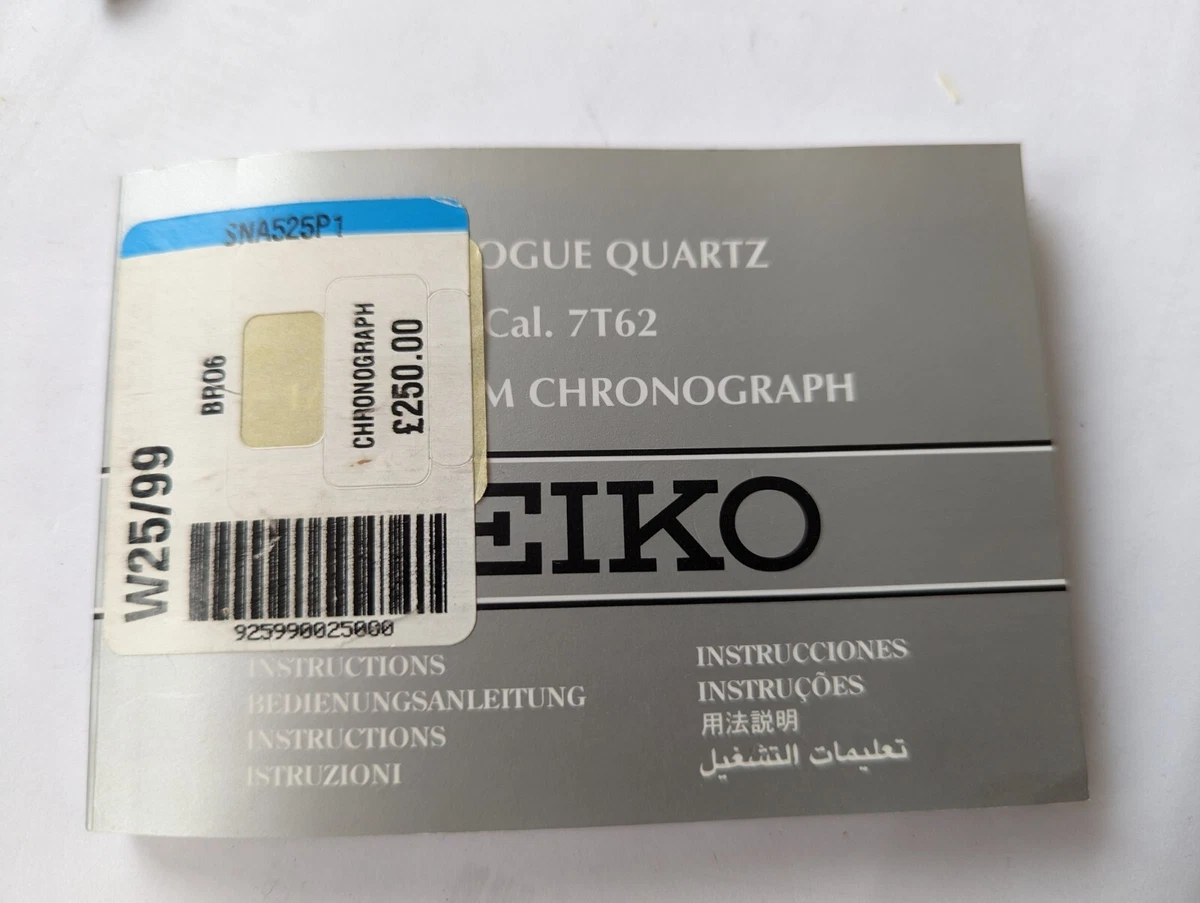 SNA525P1
BR06
CHRONOGRAPH
£250.00
W25/99
925990025000
OGUE QUARTZ
Cal. 7T62
M CHRONOGRAPH
EIKO
INSTRUCTIONS
BEDIENUNGSANLEITUNG
INSTRUCTIONS
ISTRUZIONI
INSTRUCCIONES
INSTRUÇÕES
用法説明
تعليمات التشغيل